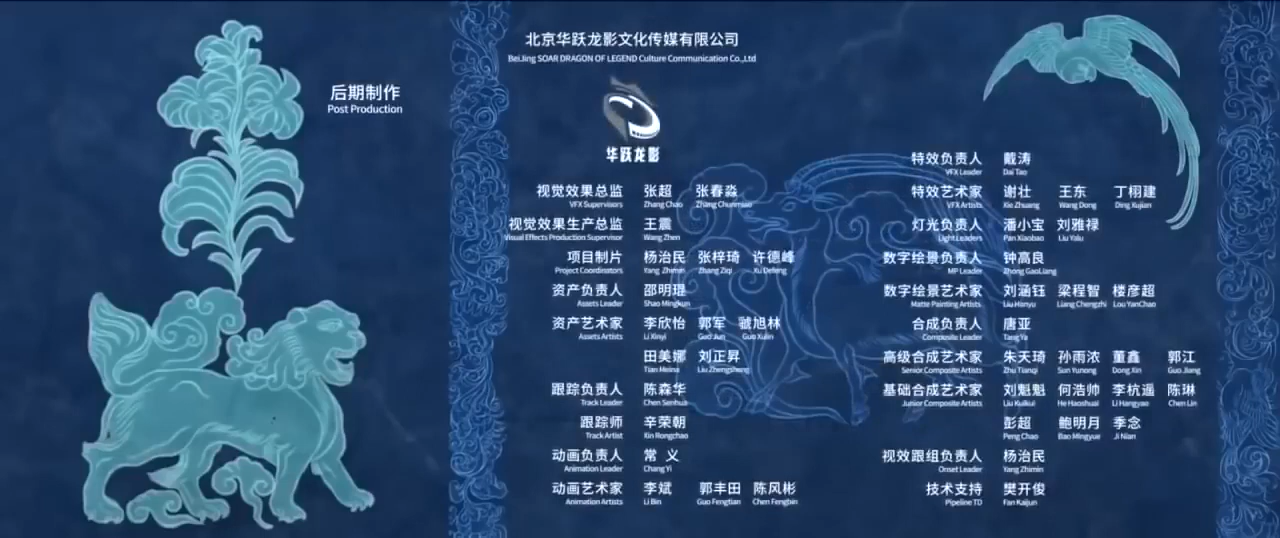 后期制作
Post Production
北京华跃龙影文化传媒有限公司
BeiJing SOAR DRAGON OF LEGEND Culture Communication Co.,Ltd
华跃龙影
视觉效果总监 张超 张春淼
VFX Supervisors Zhang Chao Zhang Chunmiao
视觉效果生产总监 王震
Visual Effects Production Supervisor Wang Zhen
项目制片 杨治民 张梓琦 许德峰
Project Coordinators Yang Zhimin Zhang Ziqi Xu Defeng
资产负责人 邵明琨
Assets Leader Shao Mingkun
资产艺术家 李欣怡 郭军 虢旭林
Assets Artists Li Xinyi Guo Jun Guo Xulin
田美娜 刘正昇
Tian Meina Liu Zhengsheng
跟踪负责人 陈森华
Track Leader Chen Senhua
跟踪师 辛荣朝
Track Artist Xin Rongchao
动画负责人 常 义
Animation Leader Chang Yi
动画艺术家 李斌 郭丰田 陈风彬
Animation Artists Li Bin Guo Fengtian Chen Fengbin
特效负责人 戴涛
VFX Leader Dai Tao
特效艺术家 谢壮 王东 丁栩建
VFX Artists Xie Zhuang Wang Dong Ding Xujian
灯光负责人 潘小宝 刘雅禄
Light Leaders Pan Xiaobao Liu Yalu
数字绘景负责人 钟高良
MP Leader Zhong GaoLiang
数字绘景艺术家 刘涵钰 梁程智 楼彦超
Matte Painting Artists Liu Hanyu Liang Chengzhi Lou YanChao
合成负责人 唐亚
Composite Leader Tang Ya
高级合成艺术家 朱天琦 孙雨浓 董鑫 郭江
Senior Composite Artists Zhu Tianqi Sun Yunong Dong Xin Guo Jiang
基础合成艺术家 刘魁魁 何浩帅 李杭遥 陈琳
Junior Composite Artists Liu Kuikui He Haoshuai Li Hangyao Chen Lin
彭超 鲍明月 季念
Peng Chao Bao Mingyue Ji Nian
视效跟组负责人 杨治民
Onset Leader Yang Zhimin
技术支持 樊开俊
Pipeline TD Fan Kaijun